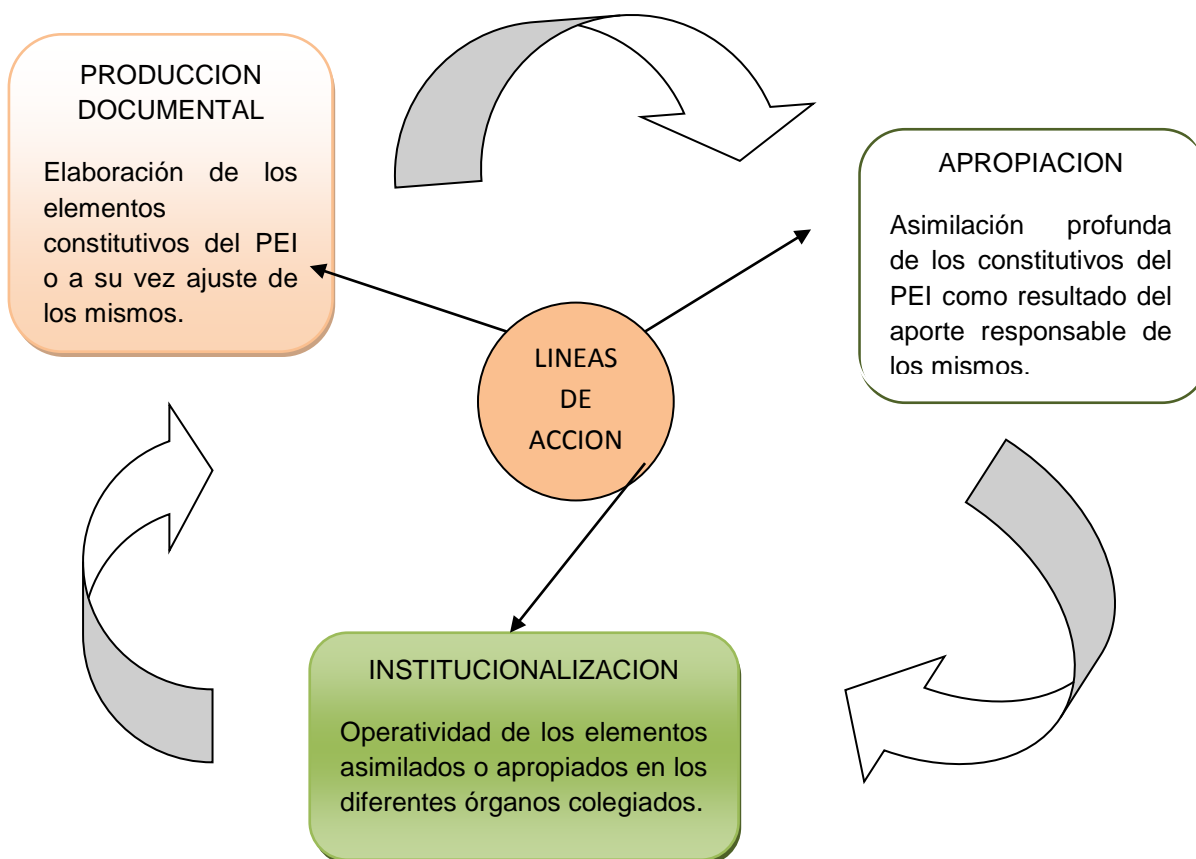 PRODUCCION
DOCUMENTAL
Elaboración de los
elementos
constitutivos del PEI
o a su vez ajuste de
los mismos.
APROPIACION
Asimilación profunda
de los constitutivos del
PEI como resultado del
aporte responsable de
los mismos.
LINEAS
DE
ACCION
INSTITUCIONALIZACION
Operatividad de los elementos
asimilados o apropiados en los
diferentes órganos colegiados.